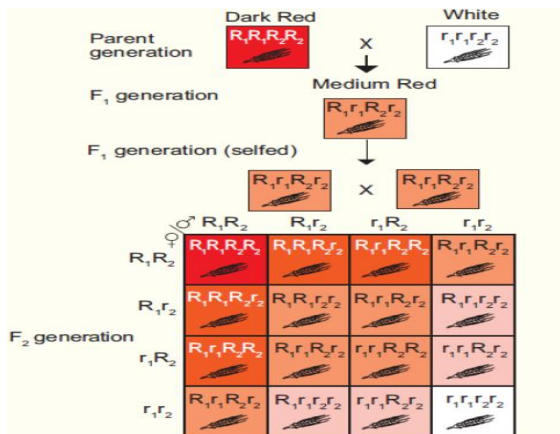 Dark Red White
Parent generation R₁R₁R₂R₂ X r₁r₁r₂r₂
Medium Red
F₁ generation R₁r₁R₂r₂
F₁ generation (selfed)
R₁r₁R₂r₂ X R₁r₁R₂r₂
♀/♂ R₁R₂ R₁r₂ r₁R₂ r₁r₂
R₁R₂ R₁R₁R₂R₂ R₁R₁R₂r₂ R₁r₁R₂R₂ R₁r₁R₂r₂
R₁r₂ R₁R₁R₂r₂ R₁R₁r₂r₂ R₁r₁R₂r₂ R₁r₁r₂r₂
F₂ generation
r₁R₂ R₁r₁R₂R₂ R₁r₁R₂r₂ r₁r₁R₂R₂ r₁r₁R₂r₂
r₁r₂ R₁r₁R₂r₂ R₁r₁r₂r₂ r₁r₁R₂r₂ r₁r₁r₂r₂